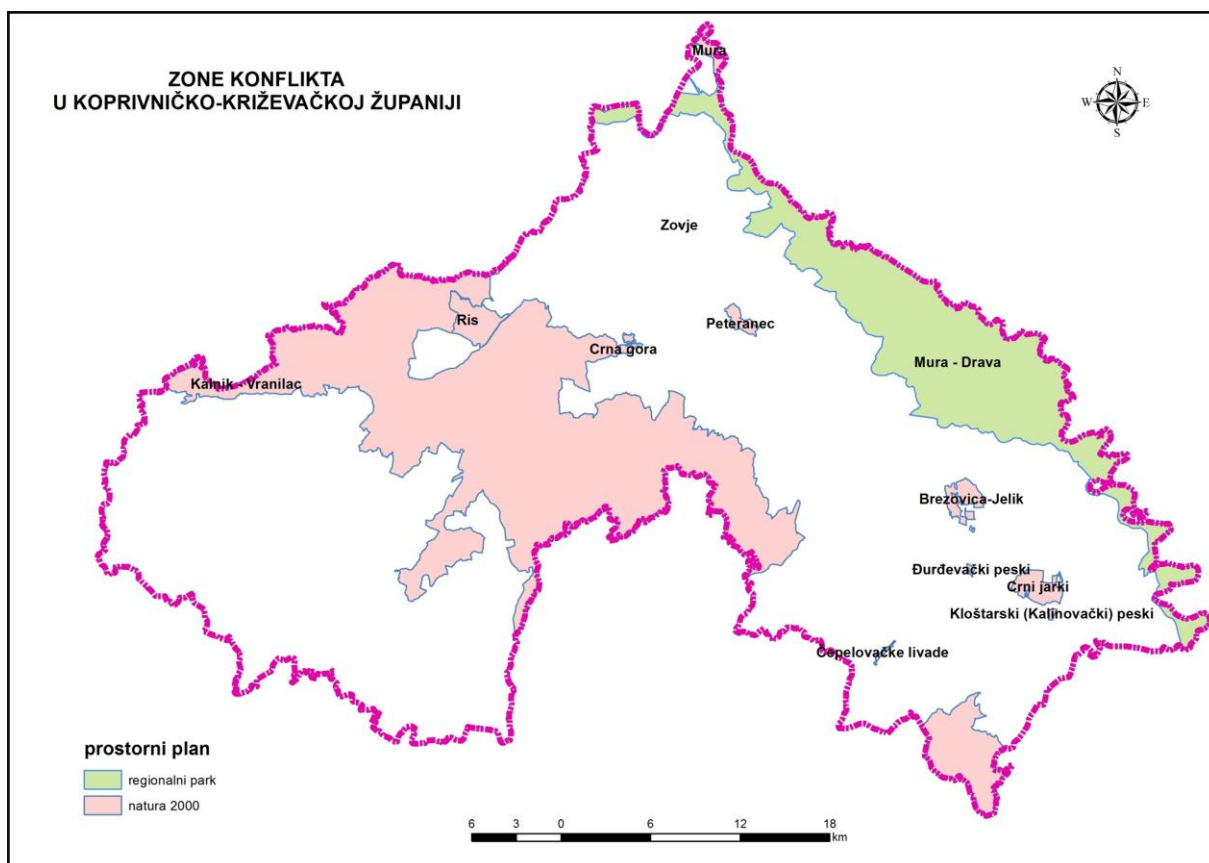 ZONE KONFLIKTA
U KOPRIVNIČKO-KRIŽEVAČKOJ ŽUPANIJI
N
W E
S
Mura
Zovje
Ris
Peteranec
Crna gora
Mura - Drava
Kalnik - Vranilac
Brezovica-Jelik
Đurđevački peski
Crni jarki
Kloštarski (Kalinovački) peski
Čepelovačke livade
prostorni plan
regionalni park
natura 2000
6 3 0 6 12 18
km